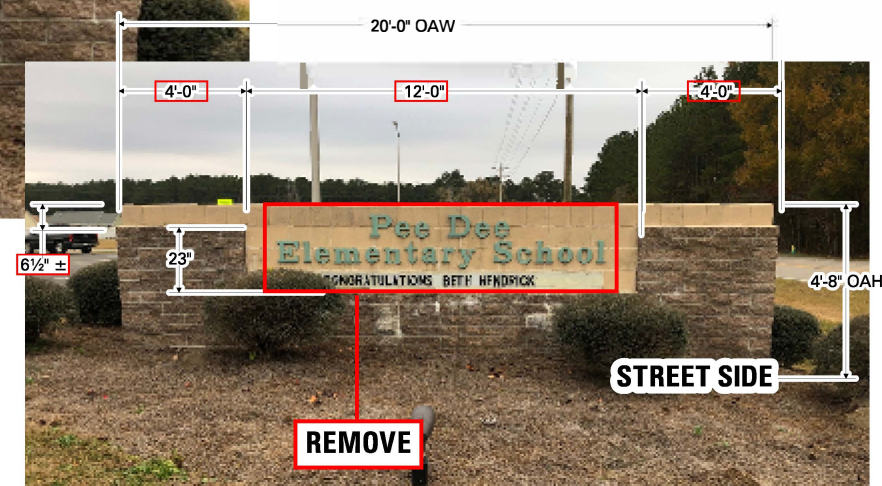 20'-0" OAW
4'-0"
12'-0"
4'-0"
Pee Dee
Elementary School
CONGRATULATIONS BETH HENDRICK
6½" ±
23"
4'-8" OAH
STREET SIDE
REMOVE